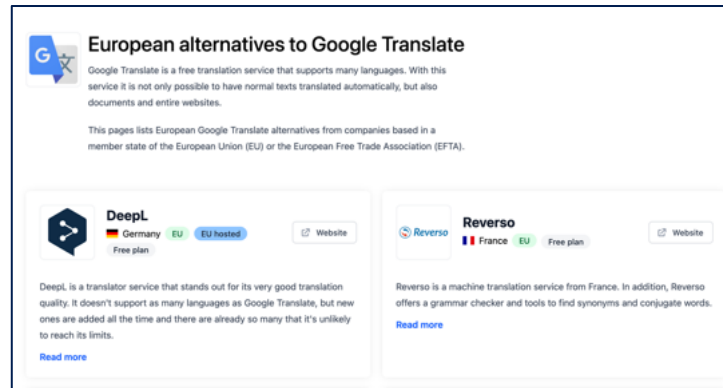 G 文
European alternatives to Google Translate
Google Translate is a free translation service that supports many languages. With this
service it is not only possible to have normal texts translated automatically, but also
documents and entire websites.
This pages lists European Google Translate alternatives from companies based in a
member state of the European Union (EU) or the European Free Trade Association (EFTA).
DeepL
Germany EU EU hosted
Free plan
Website
DeepL is a translator service that stands out for its very good translation
quality. It doesn't support as many languages as Google Translate, but new
ones are added all the time and there are already so many that it's unlikely
to reach its limits.
Read more
Reverso
Reverso
France EU Free plan
Website
Reverso is a machine translation service from France. In addition, Reverso
offers a grammar checker and tools to find synonyms and conjugate words.
Read more